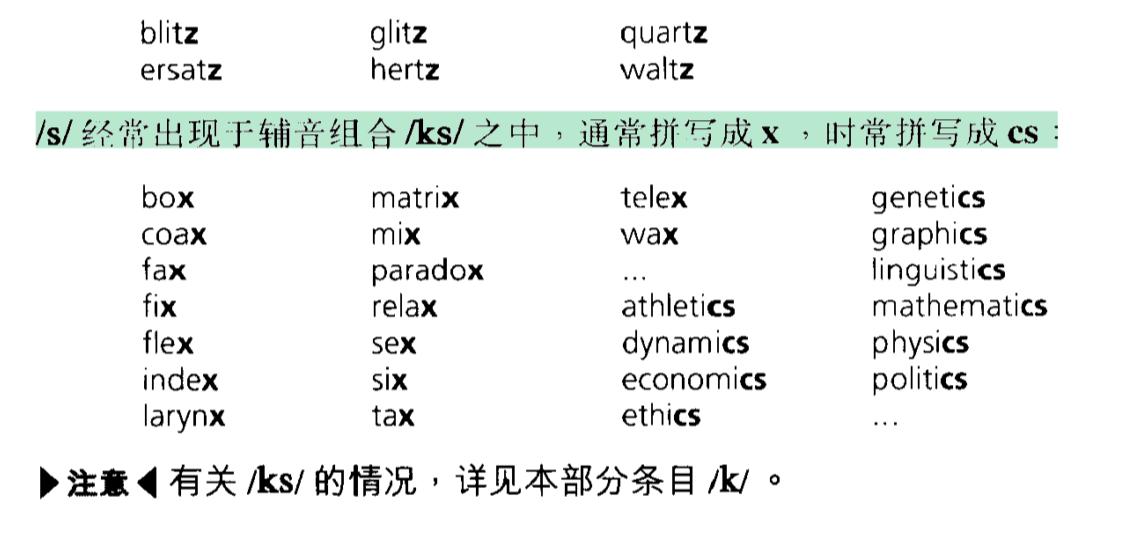 blitz glitz quartz
ersatz hertz waltz
/s/ 经常出现于辅音组合 /ks/ 之中，通常拼写成 x ，时常拼写成 cs：
box matrix telex genetics
coax mix wax graphics
fax paradox ... linguistics
fix relax athletics mathematics
flex sex dynamics physics
index six economics politics
larynx tax ethics ...
▶注意◀ 有关 /ks/ 的情况，详见本部分条目 /k/ 。